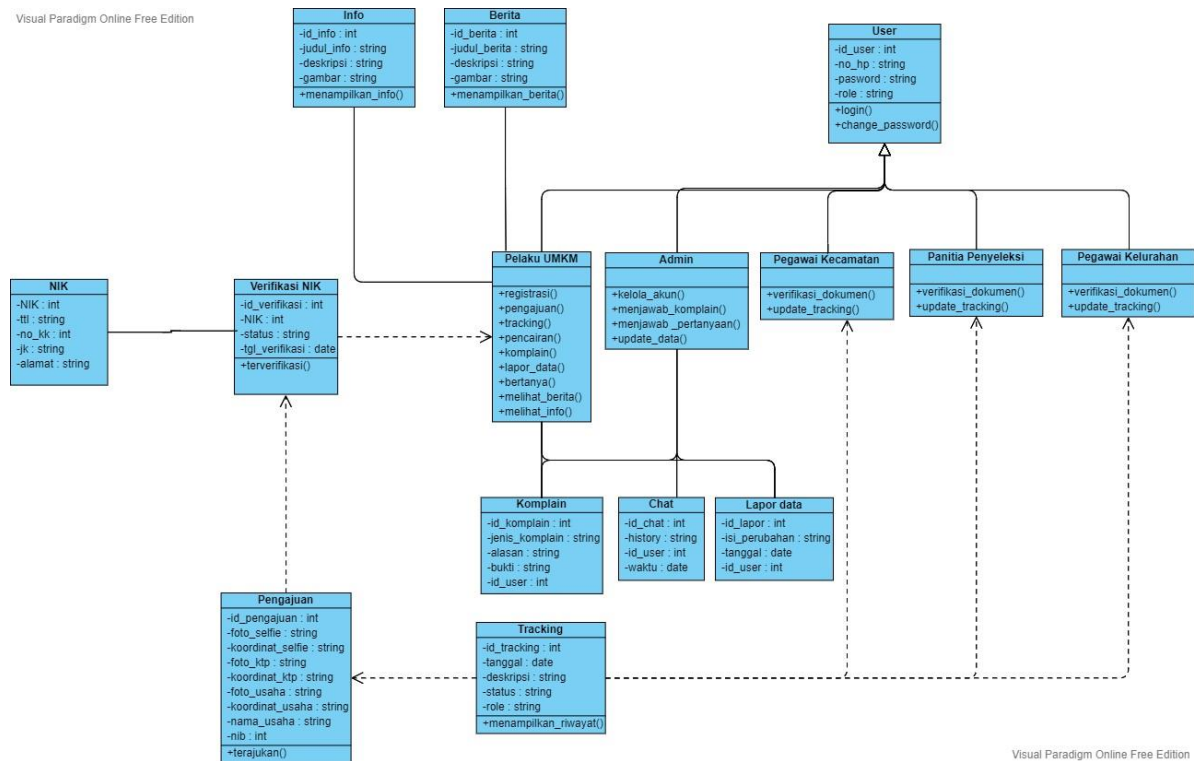 Visual Paradigm Online Free Edition
Info
-id_info : int
-judul_info : string
-deskripsi : string
-gambar : string
+menampilkan_info()
Berita
-id_berita : int
-judul_berita : string
-deskripsi : string
-gambar : string
+menampilkan_berita()
User
-id_user : int
-no_hp : string
-pasword : string
-role : string
+login()
+change_password()
NIK
-NIK : int
-ttl : string
-no_kk : int
-jk : string
-alamat : string
Verifikasi NIK
-id_verifikasi : int
-NIK : int
-status : string
-tgl_verifikasi : date
+terverifikasi()
Pelaku UMKM
+registrasi()
+pengajuan()
+tracking()
+pencairan()
+komplain()
+lapor_data()
+bertanya()
+melihat_berita()
+melihat_info()
Admin
+kelola_akun()
+menjawab_komplain()
+menjawab _pertanyaan()
+update_data()
Pegawai Kecamatan
+verifikasi_dokumen()
+update_tracking()
Panitia Penyeleksi
+verifikasi_dokumen()
+update_tracking()
Pegawai Kelurahan
+verifikasi_dokumen()
+update_tracking()
Komplain
-id_komplain : int
-jenis_komplain : string
-alasan : string
-bukti : string
-id_user : int
Chat
-id_chat : int
-history : string
-id_user : int
-waktu : date
Lapor data
-id_lapor : int
-isi_perubahan : string
-tanggal : date
-id_user : int
Pengajuan
-id_pengajuan : int
-foto_selfie : string
-koordinat_selfie : string
-foto_ktp : string
-koordinat_ktp : string
-foto_usaha : string
-koordinat_usaha : string
-nama_usaha : string
-nib : int
+terajukan()
Tracking
-id_tracking : int
-tanggal : date
-deskripsi : string
-status : string
-role : string
+menampilkan_riwayat()
Visual Paradigm Online Free Edition